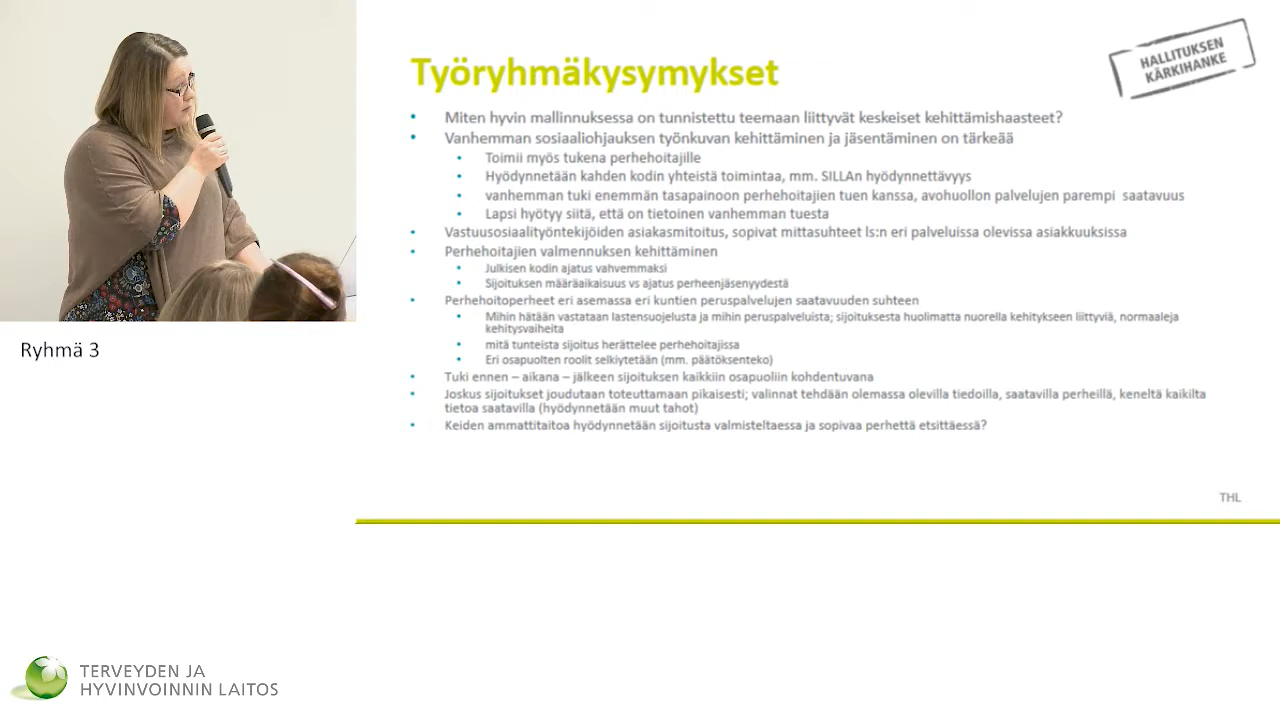 HALLITUKSEN
KÄRKIHANKE
Työryhmäkysymykset
• Miten hyvin mallinnuksessa on tunnistettu teemaan liittyvät keskeiset kehittämishaasteet?
• Vanhemman sosiaaliohjauksen työnkuvan kehittäminen ja jäsentäminen on tärkeää
• Toimii myös tukena perhehoitajille
• Hyödynnetään kahden kodin yhteistä toimintaa, mm. SILLAn hyödynnettävyys
• vanhemman tuki enemmän tasapainoon perhehoitajien tuen kanssa, avohuollon palvelujen parempi saatavuus
• Lapsi hyötyy siitä, että on tietoinen vanhemman tuesta
• Vastuusosiaalityöntekijöiden asiakasmitoitus, sopivat mittasuhteet ls:n eri palveluissa olevissa asiakkuuksissa
• Perhehoitajien valmennuksen kehittäminen
• Julkisen kodin ajatus vahvemmaksi
• Sijoituksen määräaikaisuus vs ajatus perheenjäsenyydestä
• Perhehoitoperheet eri asemassa eri kuntien peruspalvelujen saatavuuden suhteen
• Mihin hätään vastataan lastensuojelusta ja mihin peruspalveluista; sijoituksesta huolimatta nuorella kehitykseen liittyviä, normaaleja
kehitysvaiheita
• mitä tunteista sijoitus herättelee perhehoitajissa
• Eri osapuolten roolit selkiytetään (mm. päätöksenteko)
• Tuki ennen – aikana – jälkeen sijoituksen kaikkiin osapuoliin kohdentuvana
• Joskus sijoitukset joudutaan toteuttamaan pikaisesti; valinnat tehdään olemassa olevilla tiedoilla, saatavilla perheillä, keneltä kaikilta
tietoa saatavilla (hyödynnetään muut tahot)
• Keiden ammattitaitoa hyödynnetään sijoitusta valmisteltaessa ja sopivaa perhettä etsittäessä?
THL
Ryhmä 3
TERVEYDEN JA
HYVINVOINNIN LAITOS